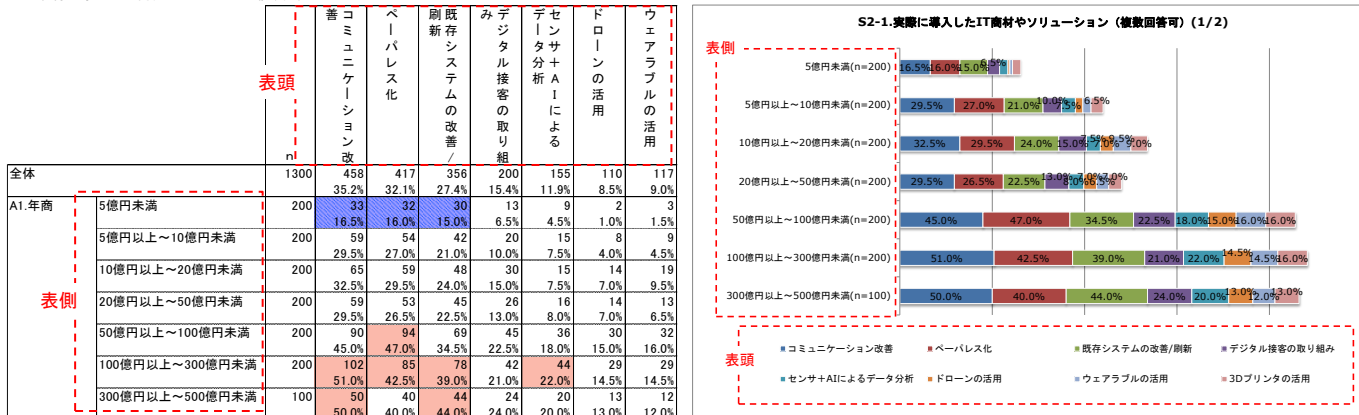 表頭
コミュニケーション改善
ペーパレス化
既存システムの改善/刷新
デジタル接客の取り組み
センサ+AIによるデータ分析
ドローンの活用
ウェアラブルの活用
n
全体 1300 458 417 356 200 155 110 117
35.2% 32.1% 27.4% 15.4% 11.9% 8.5% 9.0%
A1.年商 5億円未満 200 33 32 30 13 9 2 3
16.5% 16.0% 15.0% 6.5% 4.5% 1.0% 1.5%
5億円以上～10億円未満 200 59 54 42 20 15 8 9
29.5% 27.0% 21.0% 10.0% 7.5% 4.0% 4.5%
10億円以上～20億円未満 200 65 59 48 30 15 14 19
32.5% 29.5% 24.0% 15.0% 7.5% 7.0% 9.5%
表側
20億円以上～50億円未満 200 59 53 45 26 16 14 13
29.5% 26.5% 22.5% 13.0% 8.0% 7.0% 6.5%
50億円以上～100億円未満 200 90 94 69 45 36 30 32
45.0% 47.0% 34.5% 22.5% 18.0% 15.0% 16.0%
100億円以上～300億円未満 200 102 85 78 42 44 29 29
51.0% 42.5% 39.0% 21.0% 22.0% 14.5% 14.5%
300億円以上～500億円未満 100 50 40 44 24 20 13 12
50.0% 40.0% 44.0% 24.0% 20.0% 13.0% 12.0%
S2-1.実際に導入したIT商材やソリューション（複数回答可）(1/2)
表側
5億円未満(n=200) 16.5% 16.0% 15.0% 6.5%
5億円以上～10億円未満(n=200) 29.5% 27.0% 21.0% 10.0% 7.5% 6.5%
10億円以上～20億円未満(n=200) 32.5% 29.5% 24.0% 15.0% 7.5% 7.0% 9.5% 7.0%
20億円以上～50億円未満(n=200) 29.5% 26.5% 22.5% 13.0% 8.0% 7.0% 6.5% 7.0%
50億円以上～100億円未満(n=200) 45.0% 47.0% 34.5% 22.5% 18.0% 15.0% 16.0% 16.0%
100億円以上～300億円未満(n=200) 51.0% 42.5% 39.0% 21.0% 22.0% 14.5% 14.5% 16.0%
300億円以上～500億円未満(n=100) 50.0% 40.0% 44.0% 24.0% 20.0% 13.0% 12.0% 13.0%
表頭
コミュニケーション改善 ペーパレス化 既存システムの改善/刷新 デジタル接客の取り組み
センサ+AIによるデータ分析 ドローンの活用 ウェアラブルの活用 3Dプリンタの活用